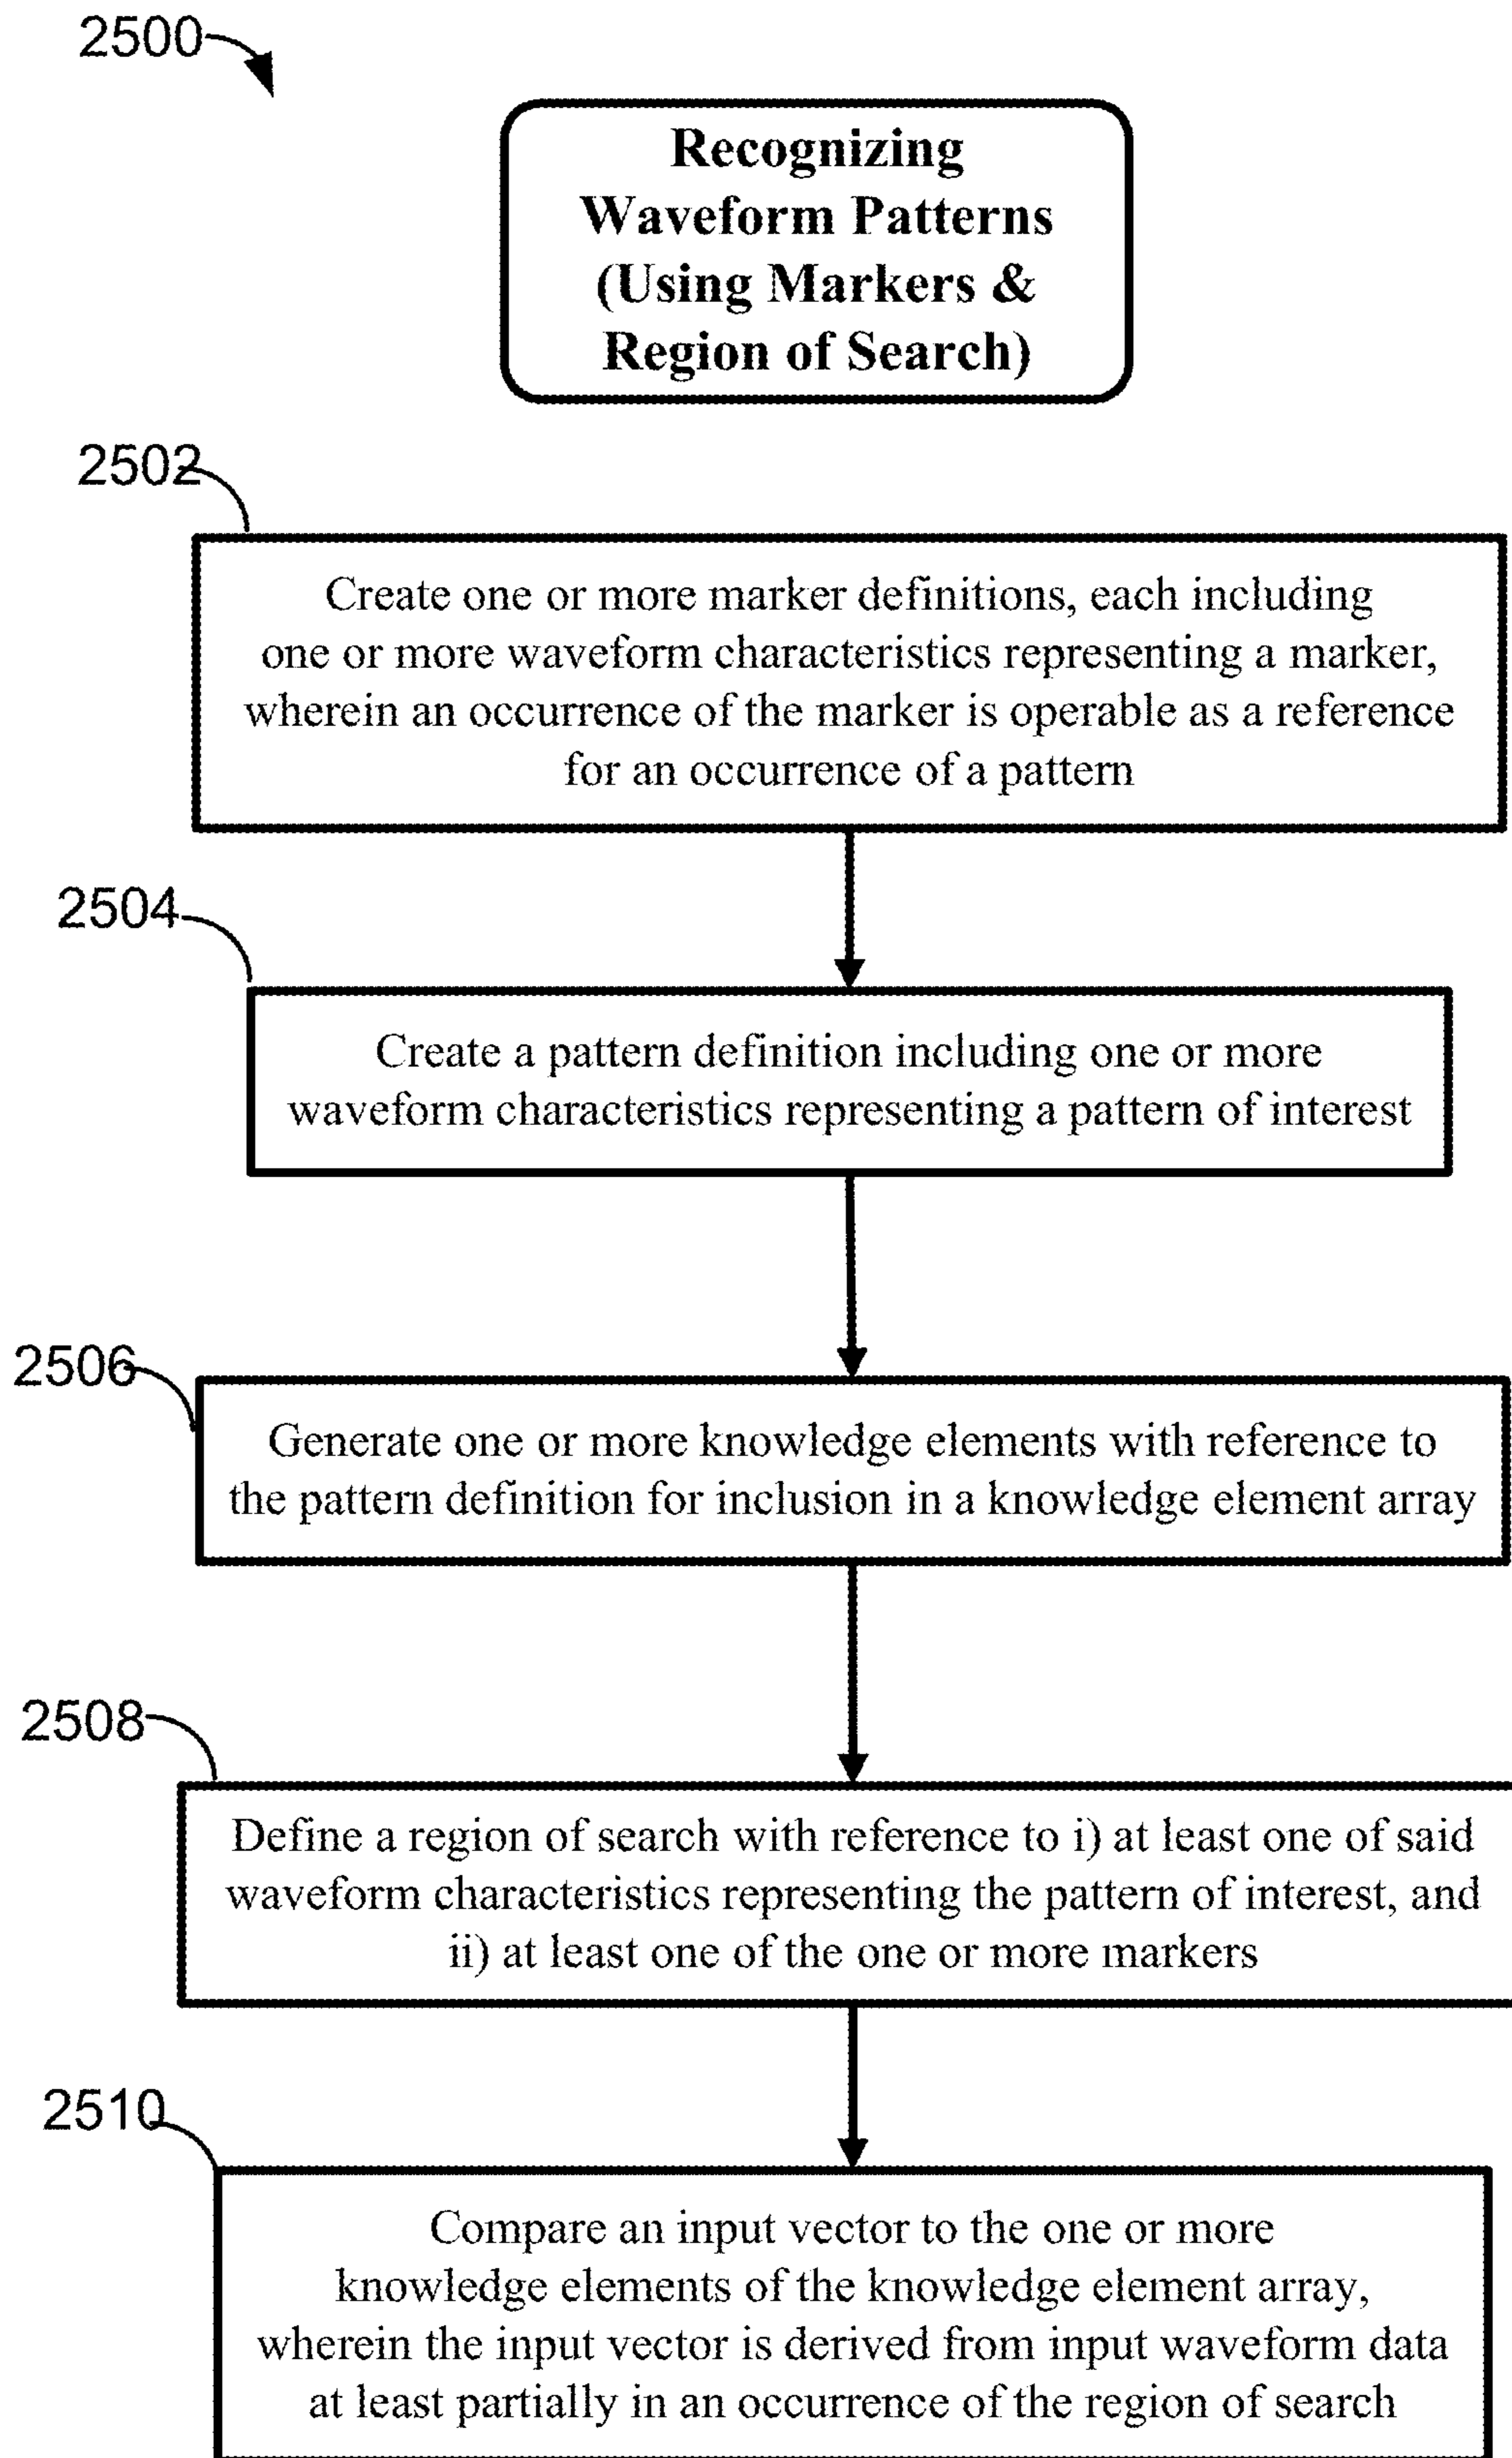 2500
Recognizing
Waveform Patterns
(Using Markers &
Region of Search)
2502
Create one or more marker definitions, each including
one or more waveform characteristics representing a marker,
wherein an occurrence of the marker is operable as a reference
for an occurrence of a pattern
2504
Create a pattern definition including one or more
waveform characteristics representing a pattern of interest
2506
Generate one or more knowledge elements with reference to
the pattern definition for inclusion in a knowledge element array
2508
Define a region of search with reference to i) at least one of said
waveform characteristics representing the pattern of interest, and
ii) at least one of the one or more markers
2510
Compare an input vector to the one or more
knowledge elements of the knowledge element array,
wherein the input vector is derived from input waveform data
at least partially in an occurrence of the region of search